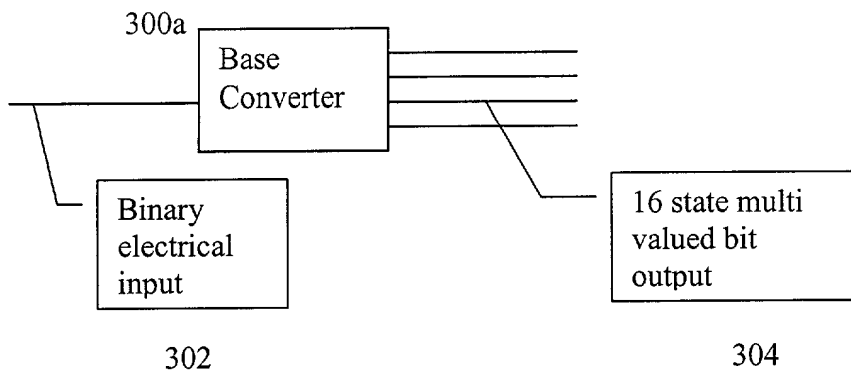 300a
Base
Converter
Binary
electrical
input
16 state multi
valued bit
output
302
304